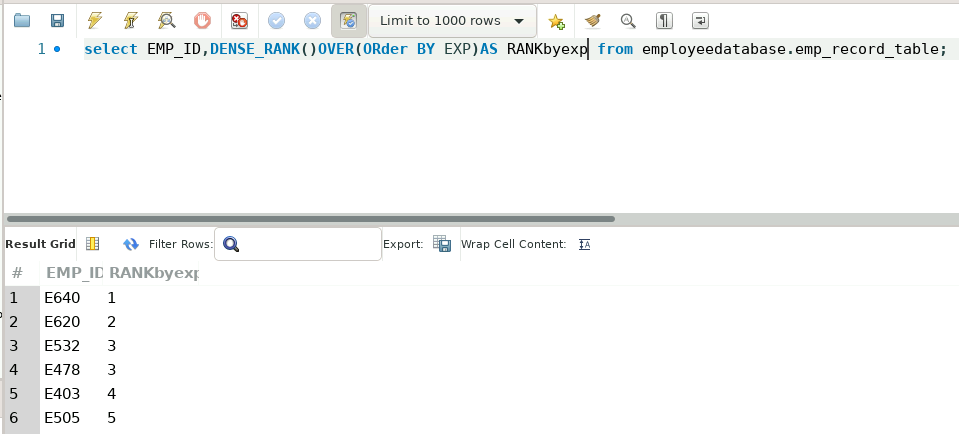 Limit to 1000 rows
1 select EMP_ID,DENSE_RANK()OVER(ORder BY EXP)AS RANKbyexp from employeedatabase.emp_record_table;
Result Grid Filter Rows: Export: Wrap Cell Content:
# EMP_ID RANKbyexp
1 E640 1
2 E620 2
3 E532 3
4 E478 3
5 E403 4
6 E505 5